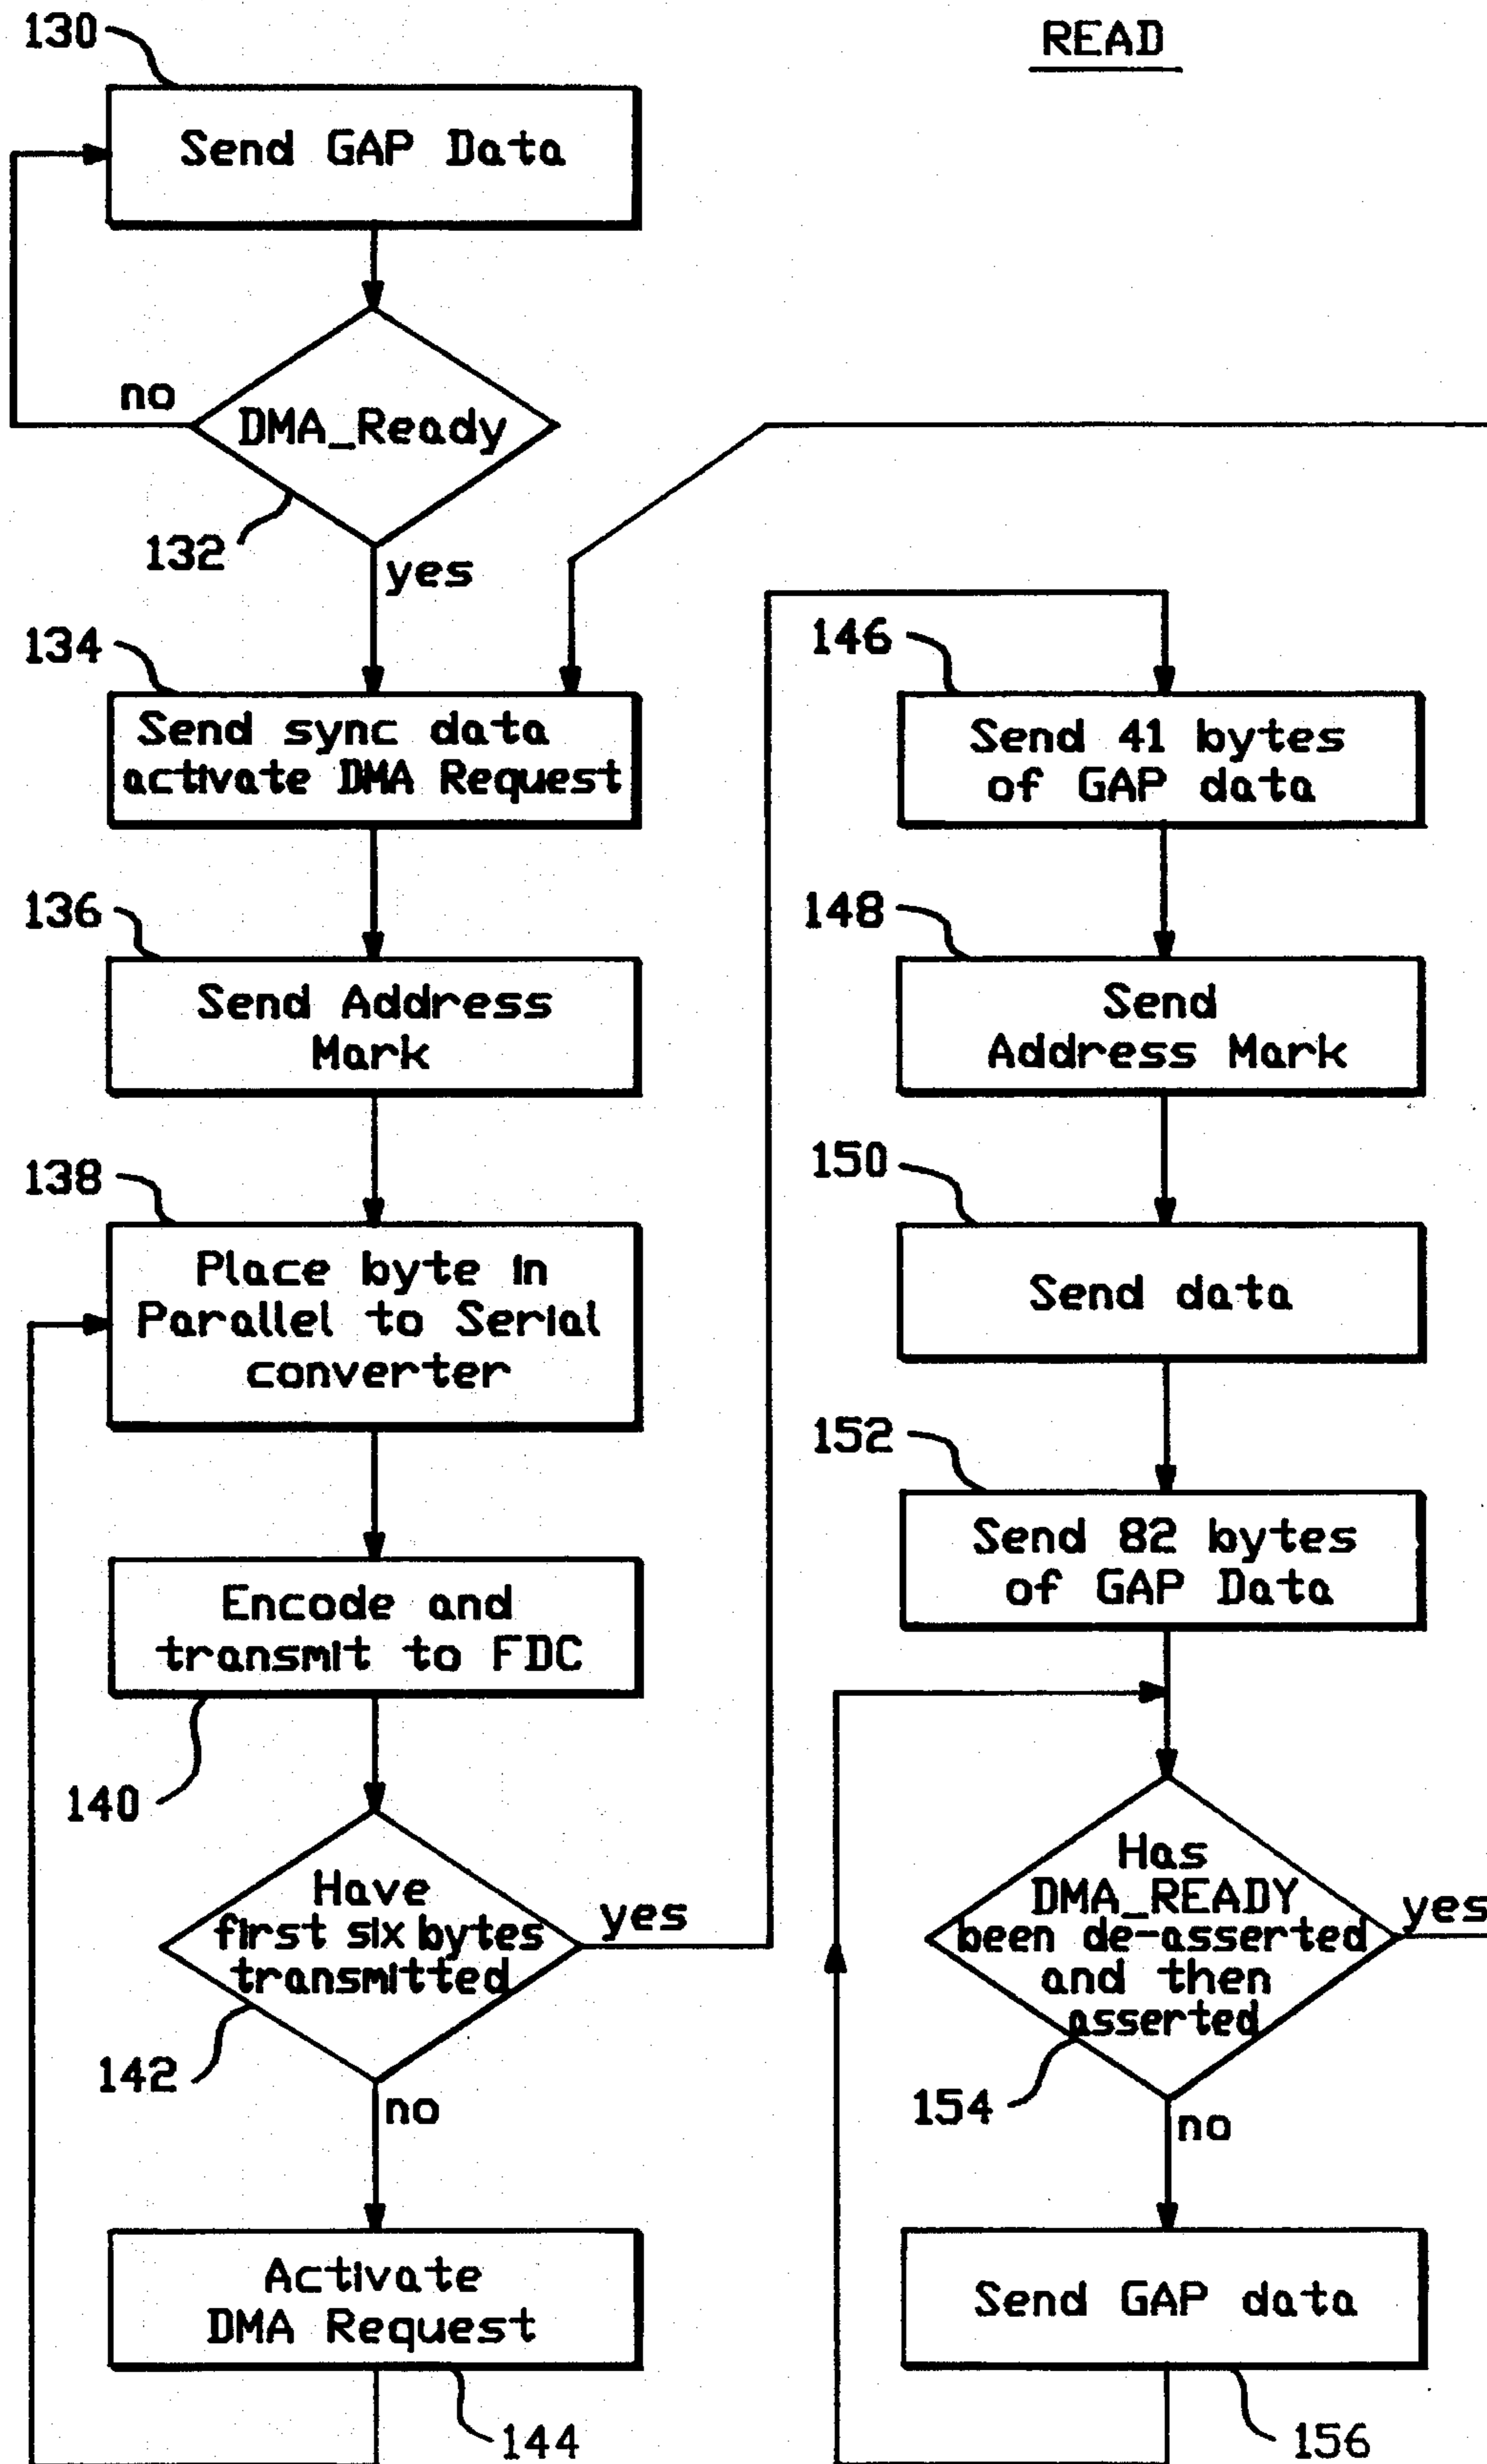 READ
130
Send GAP Data
no
DMA_Ready
132
yes
134
Send sync data
activate DMA Request
136
Send Address
Mark
138
Place byte in
Parallel to Serial
converter
Encode and
transmit to FDC
140
Have
first six bytes
transmitted
yes
142
no
Activate
DMA Request
144
146
Send 41 bytes
of GAP data
148
Send
Address Mark
150
Send data
152
Send 82 bytes
of GAP Data
Has
DMA_READY
been de-asserted
and then
asserted
yes
154
no
Send GAP data
156